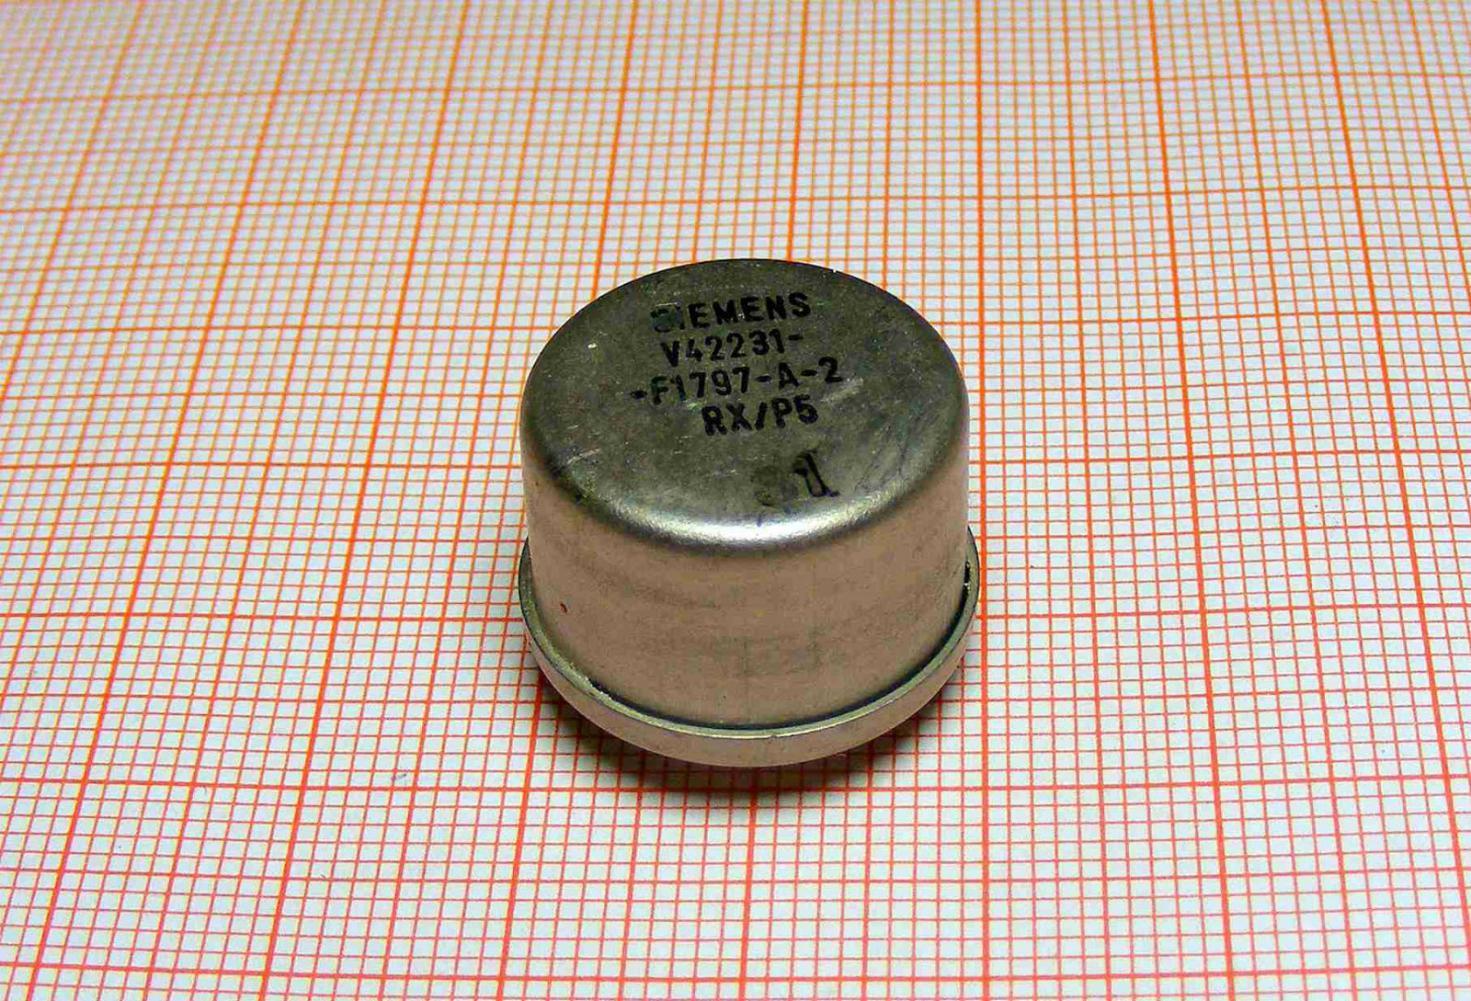 SIEMENS
V42231-
-F1797-A-2
RX/P5